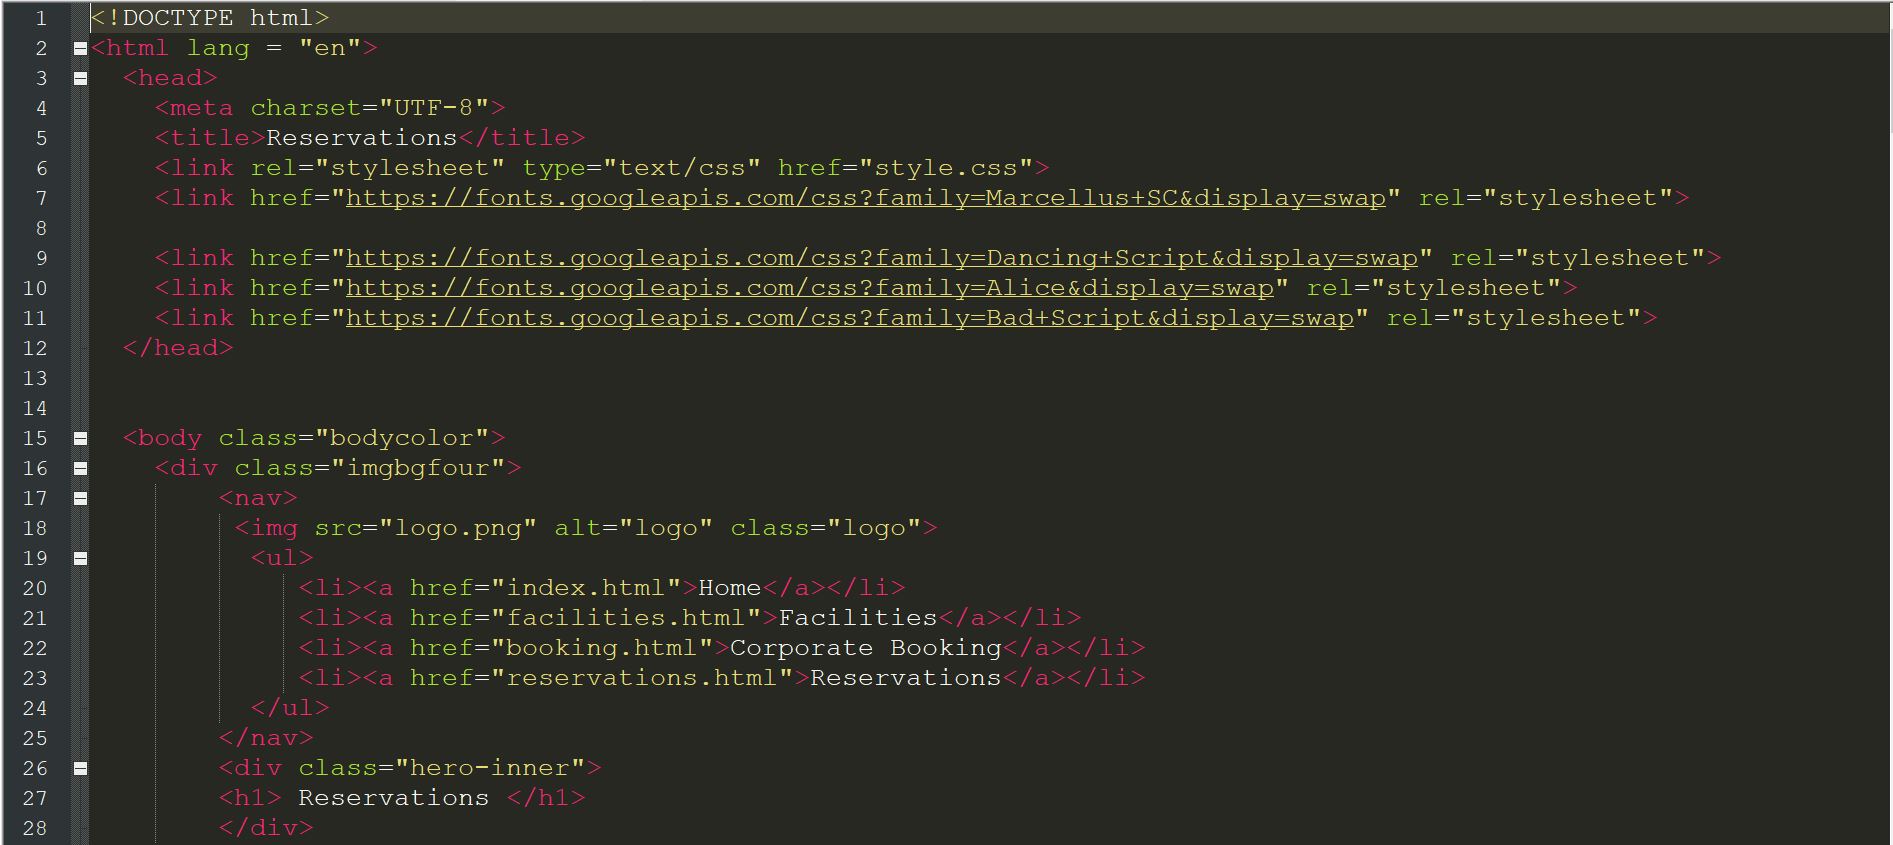 1 <!DOCTYPE html>
2 <html lang = "en">
3 <head>
4 <meta charset="UTF-8">
5 <title>Reservations</title>
6 <link rel="stylesheet" type="text/css" href="style.css">
7 <link href="https://fonts.googleapis.com/css?family=Marcellus+SC&display=swap" rel="stylesheet">
8
9 <link href="https://fonts.googleapis.com/css?family=Dancing+Script&display=swap" rel="stylesheet">
10 <link href="https://fonts.googleapis.com/css?family=Alice&display=swap" rel="stylesheet">
11 <link href="https://fonts.googleapis.com/css?family=Bad+Script&display=swap" rel="stylesheet">
12 </head>
13
14
15 <body class="bodycolor">
16 <div class="imgbgfour">
17 <nav>
18 <img src="logo.png" alt="logo" class="logo">
19 <ul>
20 <li><a href="index.html">Home</a></li>
21 <li><a href="facilities.html">Facilities</a></li>
22 <li><a href="booking.html">Corporate Booking</a></li>
23 <li><a href="reservations.html">Reservations</a></li>
24 </ul>
25 </nav>
26 <div class="hero-inner">
27 <h1> Reservations </h1>
28 </div>